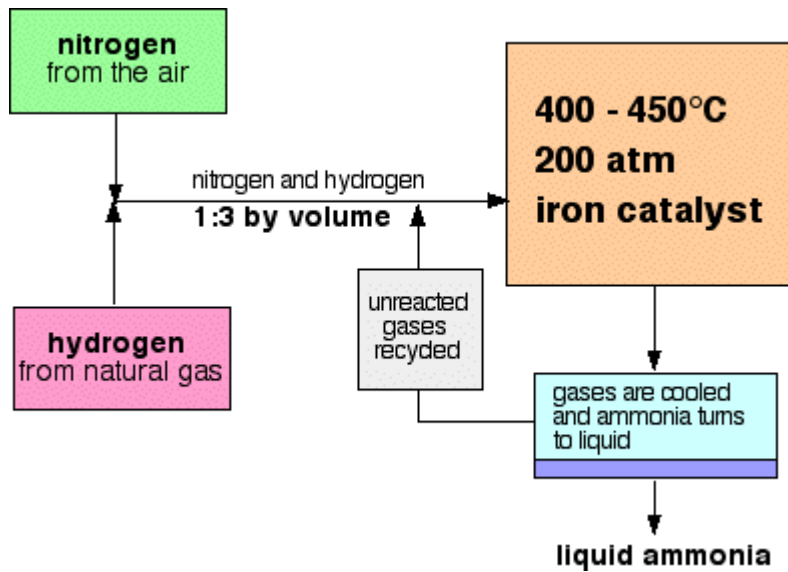 nitrogen
from the air
400 - 450°C
200 atm
iron catalyst
nitrogen and hydrogen
1:3 by volume
unreacted
gases
recyded
hydrogen
from natural gas
gases are cooled
and ammonia turns
to liquid
liquid ammonia